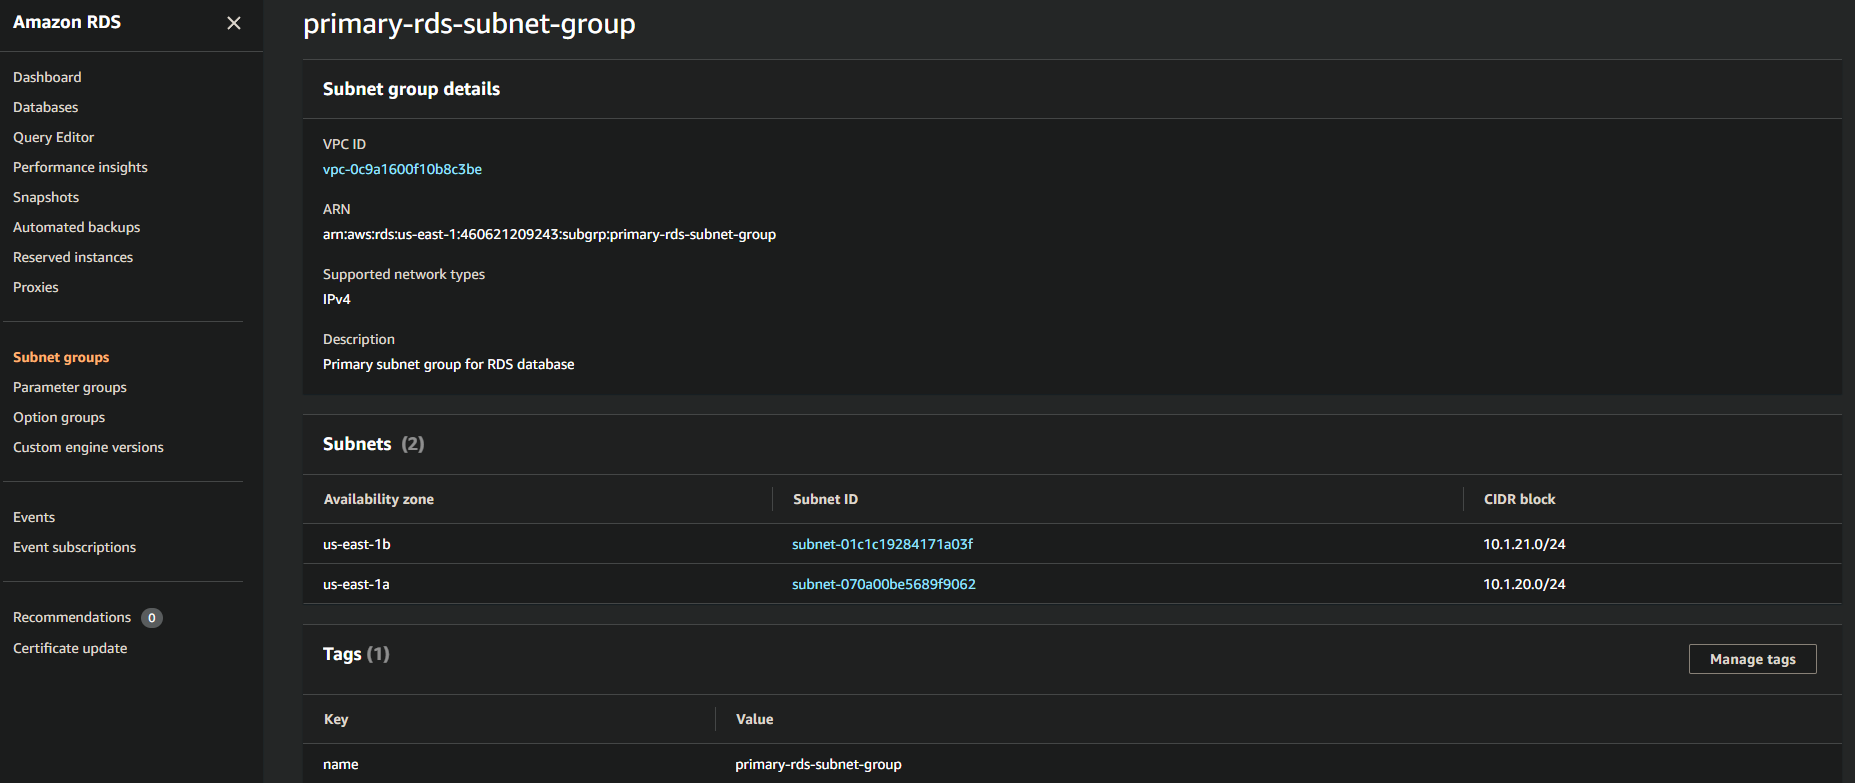 Amazon RDS
Dashboard
Databases
Query Editor
Performance insights
Snapshots
Automated backups
Reserved instances
Proxies
Subnet groups
Parameter groups
Option groups
Custom engine versions
Events
Event subscriptions
Recommendations 0
Certificate update
primary-rds-subnet-group
Subnet group details
VPC ID
vpc-0c9a1600f10b8c3be
ARN
arn:aws:rds:us-east-1:460621209243:subgrp:primary-rds-subnet-group
Supported network types
IPv4
Description
Primary subnet group for RDS database
Subnets (2)
Availability zone Subnet ID CIDR block
us-east-1b subnet-01c1c19284171a03f 10.1.21.0/24
us-east-1a subnet-070a00be5689f9062 10.1.20.0/24
Tags (1)
Manage tags
Key Value
name primary-rds-subnet-group